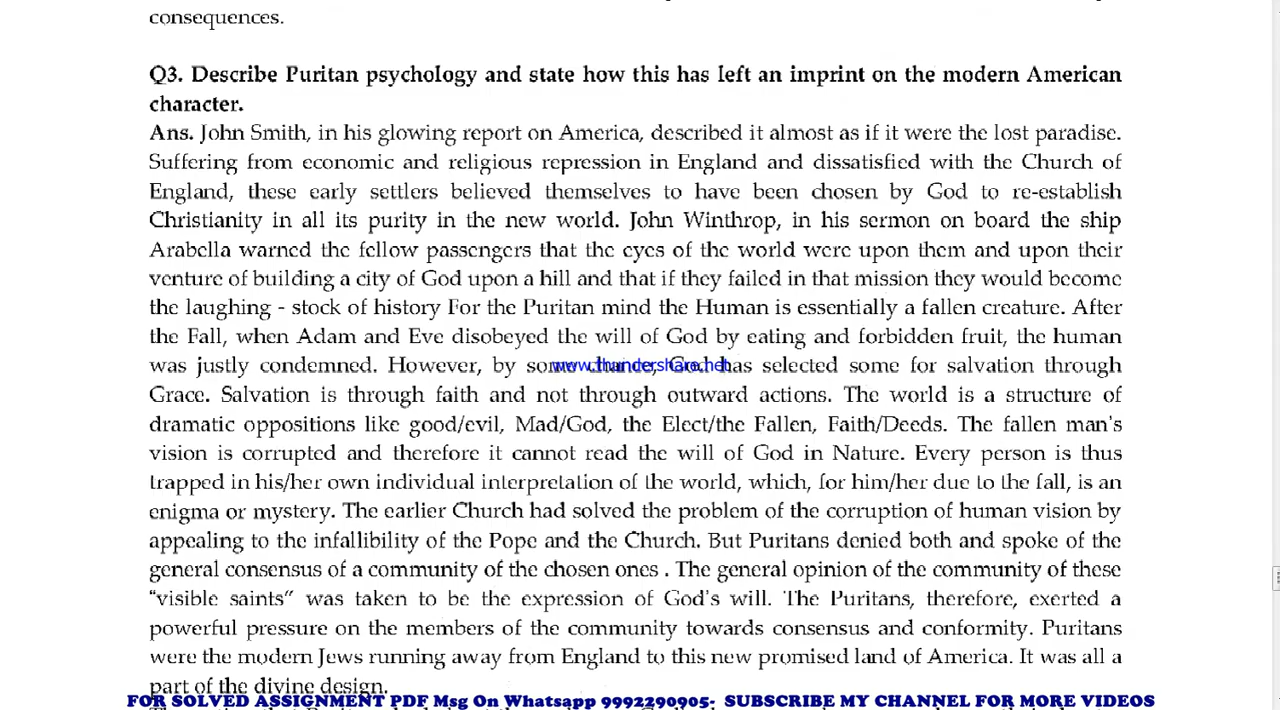 consequences.
Q3. Describe Puritan psychology and state how this has left an imprint on the modern American
character.
Ans. John Smith, in his glowing report on America, described it almost as if it were the lost paradise.
Suffering from economic and religious repression in England and dissatisfied with the Church of
England, these early settlers believed themselves to have been chosen by God to re-establish
Christianity in all its purity in the new world. John Winthrop, in his sermon on board the ship
Arabella warned the fellow passengers that the eyes of the world were upon them and upon their
venture of building a city of God upon a hill and that if they failed in that mission they would become
the laughing - stock of history For the Puritan mind the Human is essentially a fallen creature. After
the Fall, when Adam and Eve disobeyed the will of God by eating and forbidden fruit, the human
was justly condemned. However, by some God has selected some for salvation through
www.thundershare.net
Grace. Salvation is through faith and not through outward actions. The world is a structure of
dramatic oppositions like good/evil, Mad/God, the Elect/the Fallen, Faith/Deeds. The fallen man's
vision is corrupted and therefore it cannot read the will of God in Nature. Every person is thus
trapped in his/her own individual interpretation of the world, which, for him/her due to the fall, is an
enigma or mystery. The earlier Church had solved the problem of the corruption of human vision by
appealing to the infallibility of the Pope and the Church. But Puritans denied both and spoke of the
general consensus of a community of the chosen ones . The general opinion of the community of these
"visible saints" was taken to be the expression of God's will. The Puritans, therefore, exerted a
powerful pressure on the members of the community towards consensus and conformity. Puritans
were the modern Jews running away from England to this new promised land of America. It was all a
part of the divine design.
FOR SOLVED ASSIGNMENT PDF Msg On Whatsapp 9992290905- SUBSCRIBE MY CHANNEL FOR MORE VIDEOS